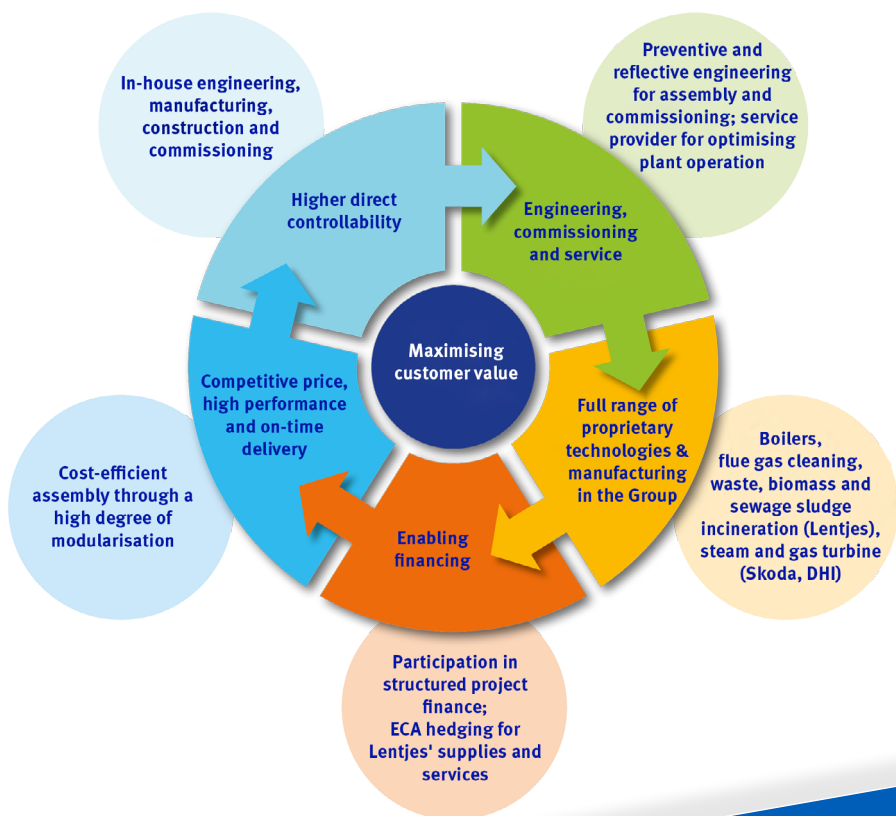 In-house engineering,
manufacturing,
construction and
commissioning
Preventive and
reflective engineering
for assembly and
commissioning; service
provider for optimising
plant operation
Higher direct
controllability
Engineering,
commissioning
and service
Maximising
customer value
Competitive price,
high performance
and on-time
delivery
Full range of
proprietary
technologies &
manufacturing
in the Group
Boilers,
flue gas cleaning,
waste, biomass and
sewage sludge
incineration (Lentjes),
steam and gas turbine
(Skoda, DHI)
Cost-efficient
assembly through a
high degree of
modularisation
Enabling
financing
Participation in
structured project
finance;
ECA hedging for
Lentjes' supplies and
services